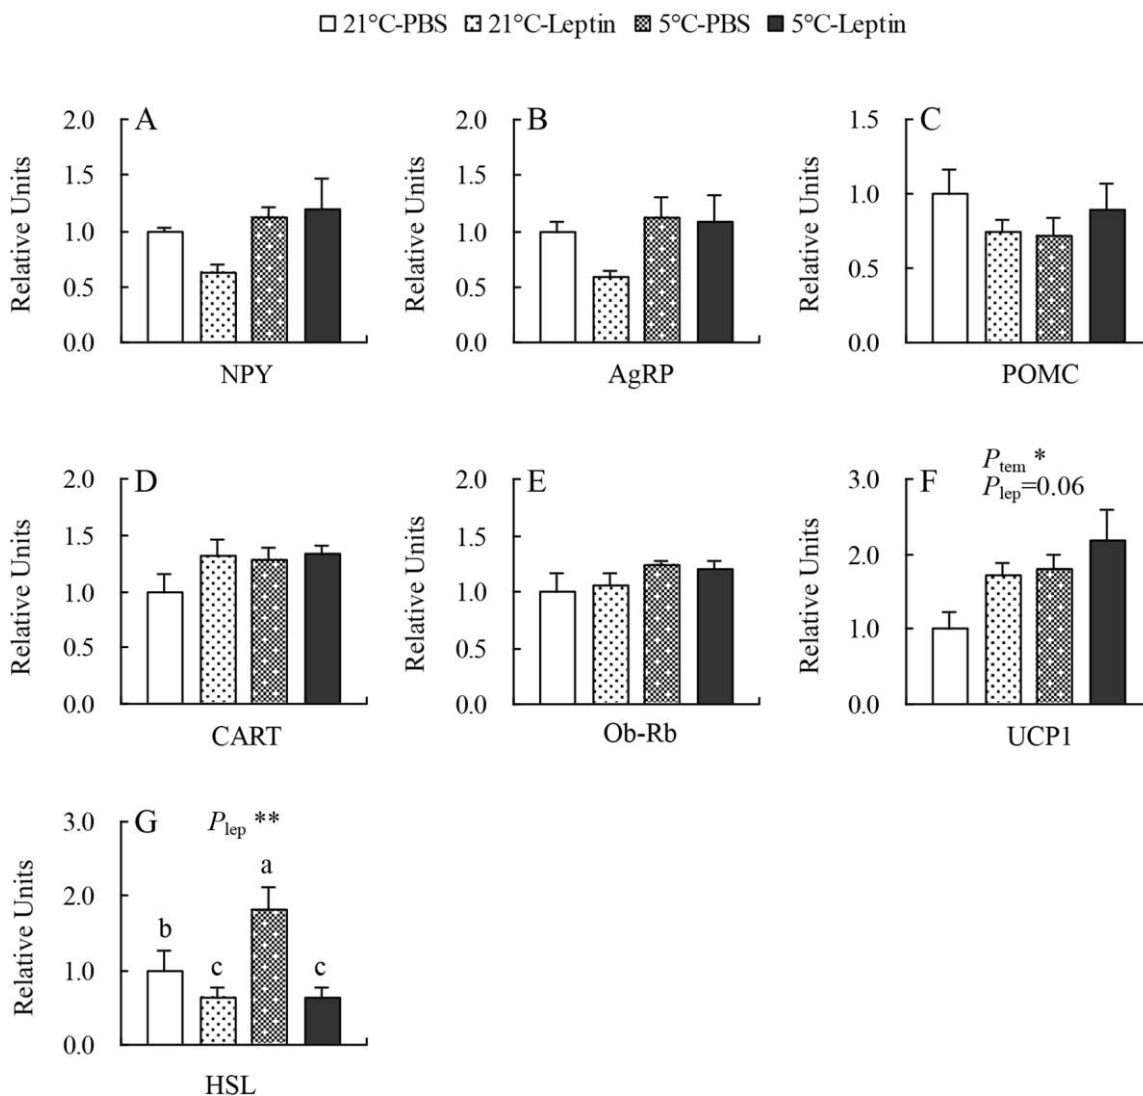 21°C-PBS 21°C-Leptin 5°C-PBS 5°C-Leptin
A
2.0
1.5
1.0
0.5
0.0
Relative Units
NPY
B
2.0
1.5
1.0
0.5
0.0
Relative Units
AgRP
C
1.5
1.0
0.5
0.0
Relative Units
POMC
D
2.0
1.5
1.0
0.5
0.0
Relative Units
CART
E
2.0
1.5
1.0
0.5
0.0
Relative Units
Ob-Rb
F
Ptem *
Plep=0.06
3.0
2.0
1.0
0.0
Relative Units
UCP1
G
Plep **
3.0
2.0
1.0
0.0
Relative Units
b
c
a
c
HSL